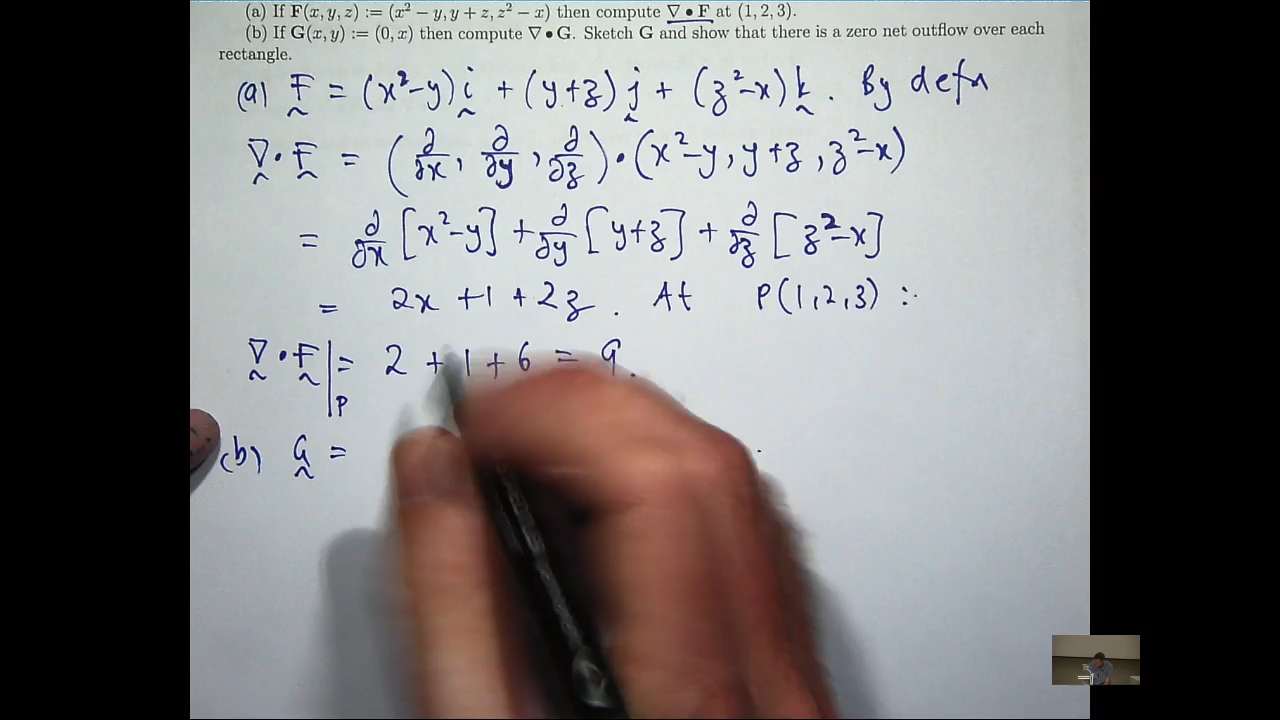 (a) If F(x, y, z) := (x² − y, y + z, z² − x) then compute ∇ • F at (1, 2, 3).
(b) If G(x, y) := (0, x) then compute ∇ • G. Sketch G and show that there is a zero net outflow over each
rectangle.
(a) F = (x²−y)i + (y+z)j + (z²−x)k. By defn
∇•F = (∂/∂x, ∂/∂y, ∂/∂z)•(x²−y, y+z, z²−x)
= ∂/∂x [x²−y] + ∂/∂y [y+z] + ∂/∂z [z²−x]
= 2x + 1 + 2z. At P(1,2,3):
∇•F|P = 2 + 1 + 6 = 9.
(b) G =